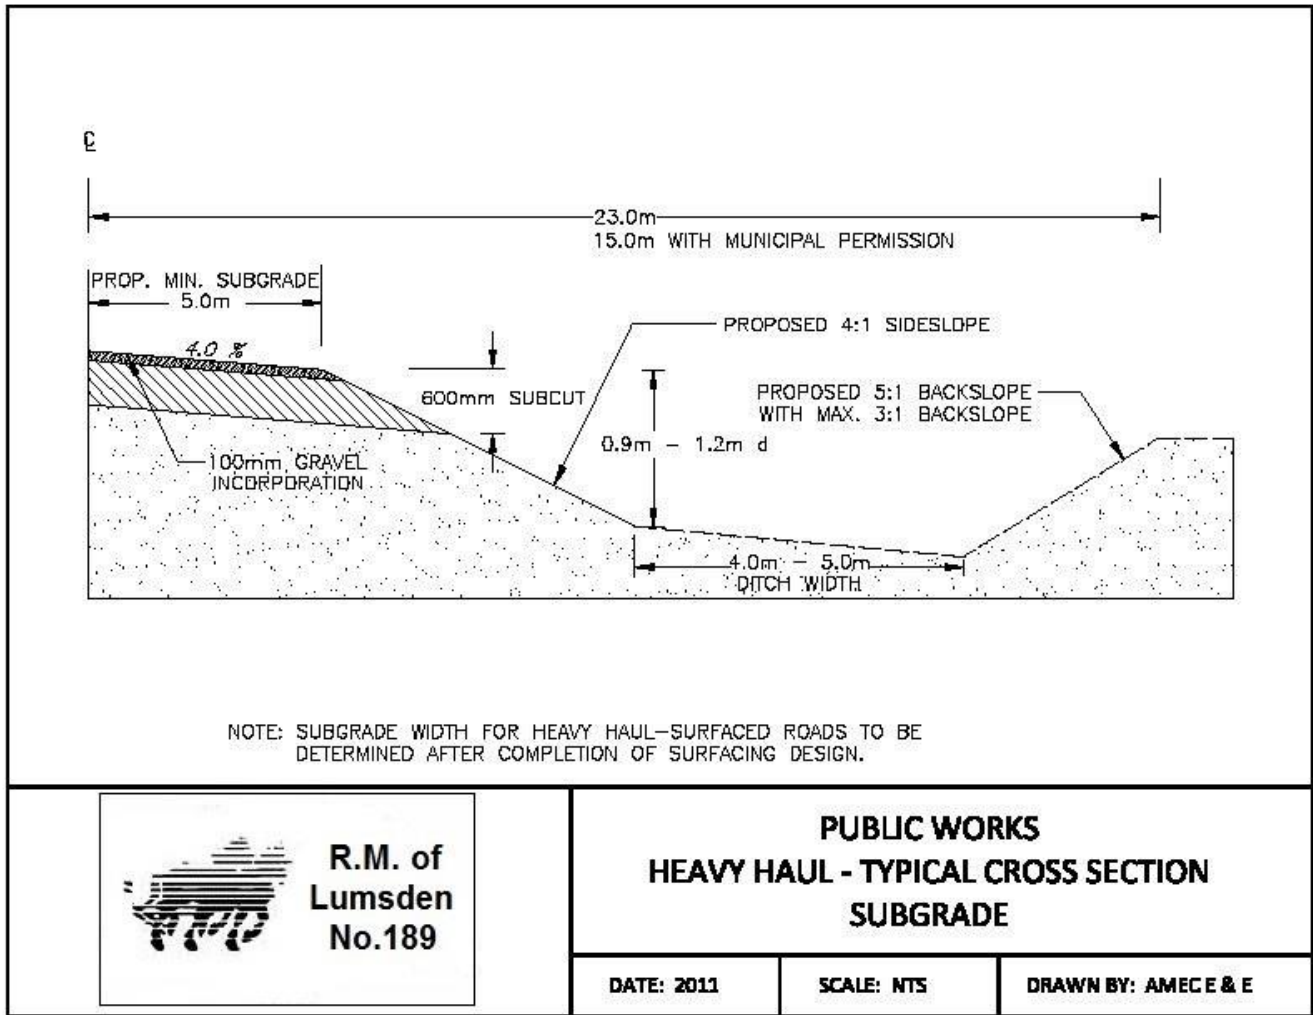 ℄
23.0m
15.0m WITH MUNICIPAL PERMISSION
PROP. MIN. SUBGRADE
5.0m
4.0 %
PROPOSED 4:1 SIDESLOPE
600mm SUBCUT
PROPOSED 5:1 BACKSLOPE
WITH MAX. 3:1 BACKSLOPE
0.9m - 1.2m d
100mm GRAVEL
INCORPORATION
4.0m - 5.0m
DITCH WIDTH
NOTE: SUBGRADE WIDTH FOR HEAVY HAUL-SURFACED ROADS TO BE
DETERMINED AFTER COMPLETION OF SURFACING DESIGN.
R.M. of
Lumsden
No.189
PUBLIC WORKS
HEAVY HAUL - TYPICAL CROSS SECTION
SUBGRADE
DATE: 2011
SCALE: NTS
DRAWN BY: AMEC E & E